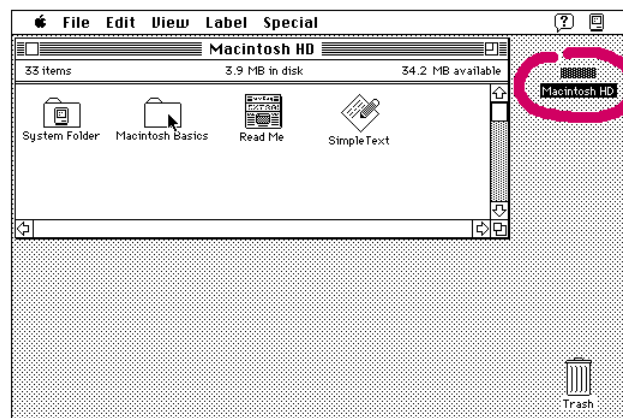 File Edit View Label Special
Macintosh HD
33 items 3.9 MB in disk 34.2 MB available
Macintosh HD
System Folder Macintosh Basics Read Me SimpleText
Trash